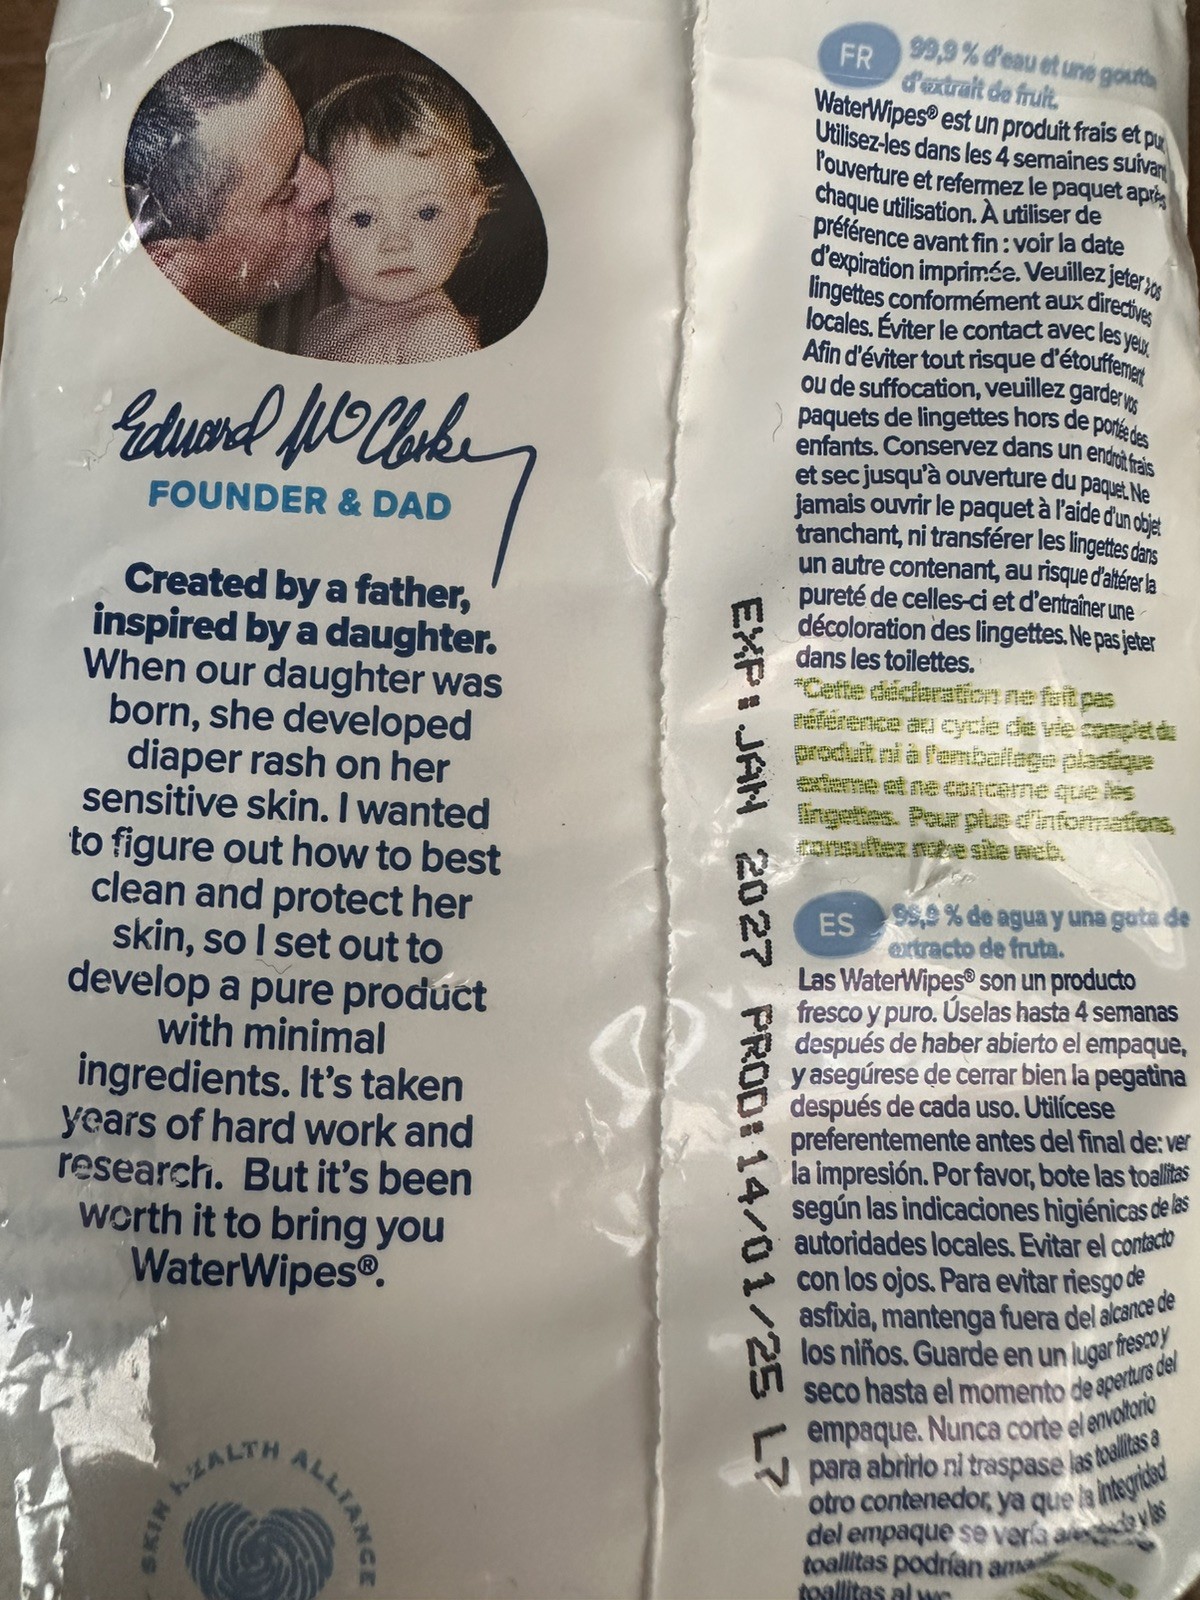 Edward McCloskey
FOUNDER & DAD
Created by a father,
inspired by a daughter.
When our daughter was
born, she developed
diaper rash on her
sensitive skin. I wanted
to figure out how to best
clean and protect her
skin, so I set out to
develop a pure product
with minimal
ingredients. It's taken
years of hard work and
research. But it's been
worth it to bring you
WaterWipes®.
SKIN HEALTH ALLIANCE
EXP: JAN 2027 PROD: 14/01/25 L7
FR 99,9 % d'eau et une goutte
d'extrait de fruit.
WaterWipes® est un produit frais et pur
Utilisez-les dans les 4 semaines suivant
l'ouverture et refermez le paquet après
chaque utilisation. À utiliser de
préférence avant fin : voir la date
d'expiration imprimée. Veuillez jeter vos
lingettes conformément aux directives
locales. Éviter le contact avec les yeux.
Afin d'éviter tout risque d'étouffement
ou de suffocation, veuillez garder vos
paquets de lingettes hors de portée des
enfants. Conservez dans un endroit frais
et sec jusqu'à ouverture du paquet. Ne
jamais ouvrir le paquet à l'aide d'un objet
tranchant, ni transférer les lingettes dans
un autre contenant, au risque d'altérer la
pureté de celles-ci et d'entraîner une
décoloration des lingettes. Ne pas jeter
dans les toilettes.
*Cette déclaration ne fait pas
référence au cycle de vie complet du
produit ni à l'emballage plastique
externe et ne concerne que les
lingettes. Pour plus d'informations,
consultez notre site web.
ES 99,9 % de agua y una gota de
extracto de fruta.
Las WaterWipes® son un producto
fresco y puro. Úselas hasta 4 semanas
después de haber abierto el empaque,
y asegúrese de cerrar bien la pegatina
después de cada uso. Utilícese
preferentemente antes del final de: ver
la impresión. Por favor, bote las toallitas
según las indicaciones higiénicas de las
autoridades locales. Evitar el contacto
con los ojos. Para evitar riesgo de
asfixia, mantenga fuera del alcance de
los niños. Guarde en un lugar fresco y
seco hasta el momento de apertura del
empaque. Nunca corte el envoltorio
para abrirlo ni traspase las toallitas a
otro contenedor, ya que la integridad
del empaque se vería y las
toallitas podrían
toallitas al